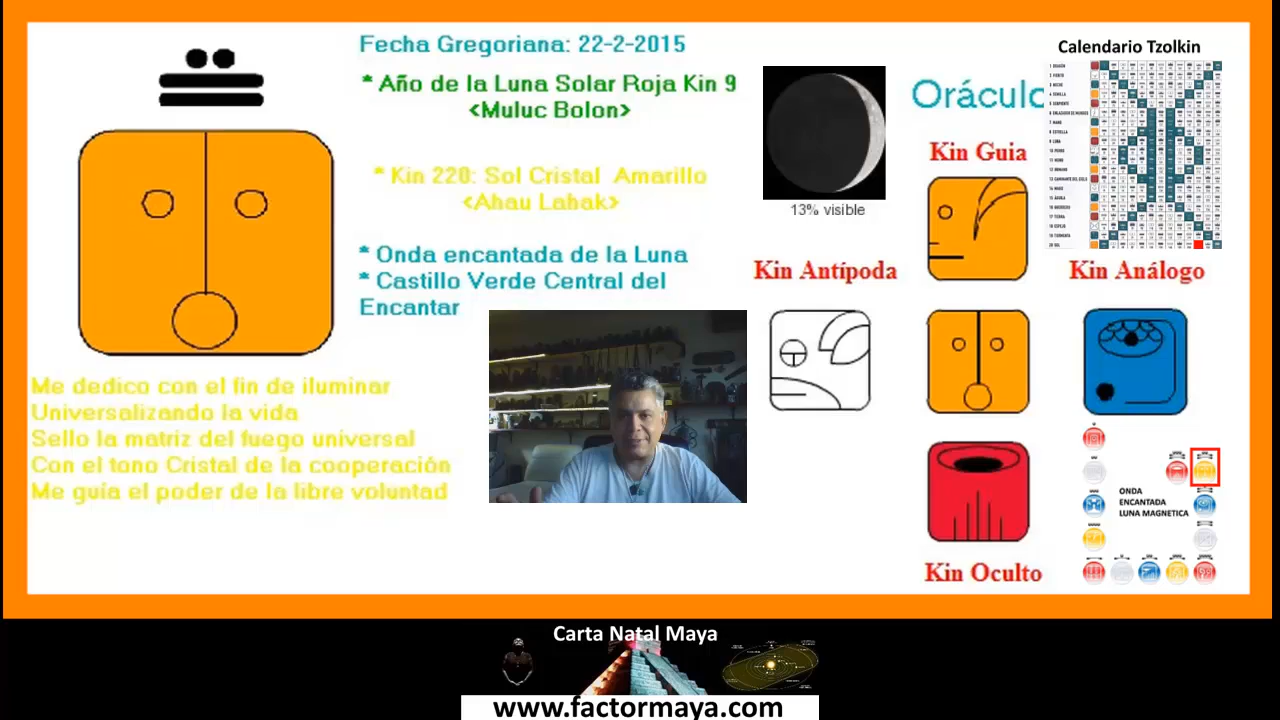 Fecha Gregoriana: 22-2-2015
* Año de la Luna Solar Roja Kin 9
<Muluc Bolon>
* Kin 220: Sol Cristal Amarillo
<Ahau Lahak>
* Onda encantada de la Luna
* Castillo Verde Central del
Encantar
Me dedico con el fin de iluminar
Universalizando la vida
Sello la matriz del fuego universal
Con el tono Cristal de la cooperación
Me guía el poder de la libre voluntad
13% visible
Oráculo
Kin Guia
Kin Antípoda
Kin Análogo
Kin Oculto
Calendario Tzolkin
ONDA
ENCANTADA
LUNA MAGNETICA
Carta Natal Maya
www.factormaya.com